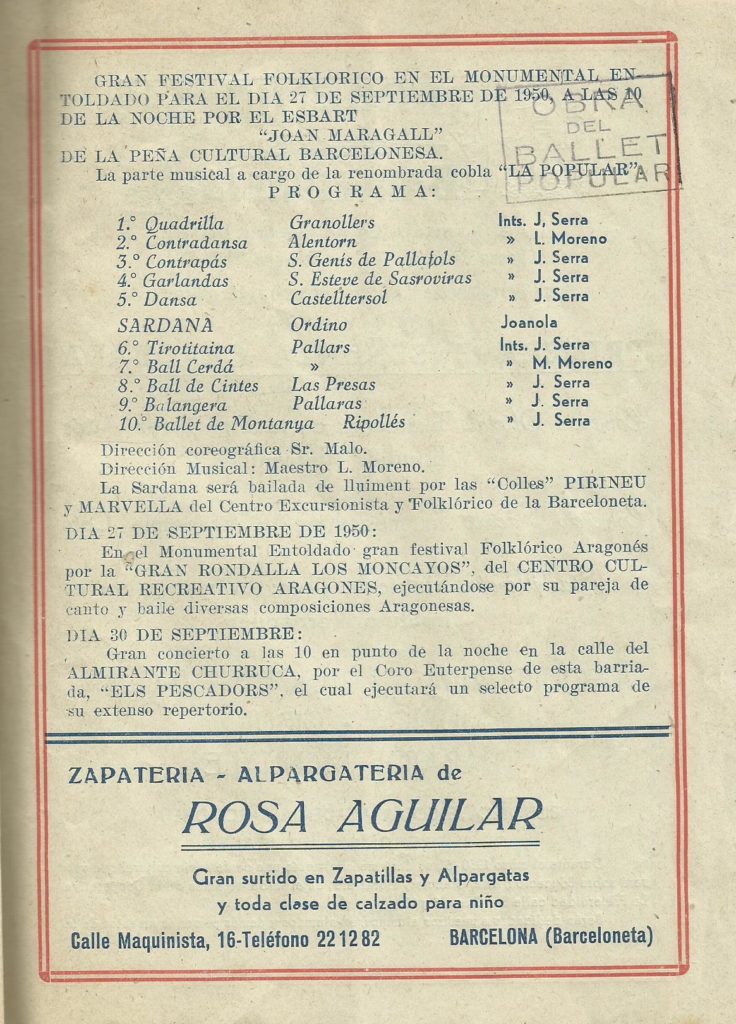 GRAN FESTIVAL FOLKLORICO EN EL MONUMENTAL EN-
TOLDADO PARA EL DIA 27 DE SEPTIEMBRE DE 1950, A LAS 10
DE LA NOCHE POR EL ESBART
"JOAN MARAGALL"
DE LA PEÑA CULTURAL BARCELONESA.
La parte musical a cargo de la renombrada cobla "LA POPULAR"
OBRA
DEL
BALLET
POPULAR
PROGRAMA:
1.° Quadrilla Granollers Ints. J, Serra
2.° Contradansa Alentorn » L. Moreno
3.° Contrapás S. Genís de Pallafols » J. Serra
4.° Garlandas S. Esteve de Sasroviras » J. Serra
5.° Dansa Castelltersol » J. Serra
SARDANA Ordino Joanola
6.° Tirotitaina Pallars Ints. J. Serra
7.° Ball Cerdá » » M. Moreno
8.° Ball de Cintes Las Presas » J. Serra
9.° Balangera Pallaras » J. Serra
10.° Ballet de Montanya Ripollés » J. Serra
Dirección coreográfica Sr. Malo.
Dirección Musical: Maestro L. Moreno.
La Sardana será bailada de lluiment por las "Colles" PIRINEU
y MARVELLA del Centro Excursionista y Folklórico de la Barceloneta.
DIA 27 DE SEPTIEMBRE DE 1950:
En el Monumental Entoldado gran festival Folklórico Aragonés
por la "GRAN RONDALLA LOS MONCAYOS", del CENTRO CUL-
TURAL RECREATIVO ARAGONES, ejecutándose por su pareja de
canto y baile diversas composiciones Aragonesas.
DIA 30 DE SEPTIEMBRE:
Gran concierto a las 10 en punto de la noche en la calle del
ALMIRANTE CHURRUCA, por el Coro Euterpense de esta barria-
da, "ELS PESCADORS", el cual ejecutará un selecto programa de
su extenso repertorio.
ZAPATERIA - ALPARGATERIA de
ROSA AGUILAR
Gran surtido en Zapatillas y Alpargatas
y toda clase de calzado para niño
Calle Maquinista, 16-Teléfono 221282 BARCELONA (Barceloneta)